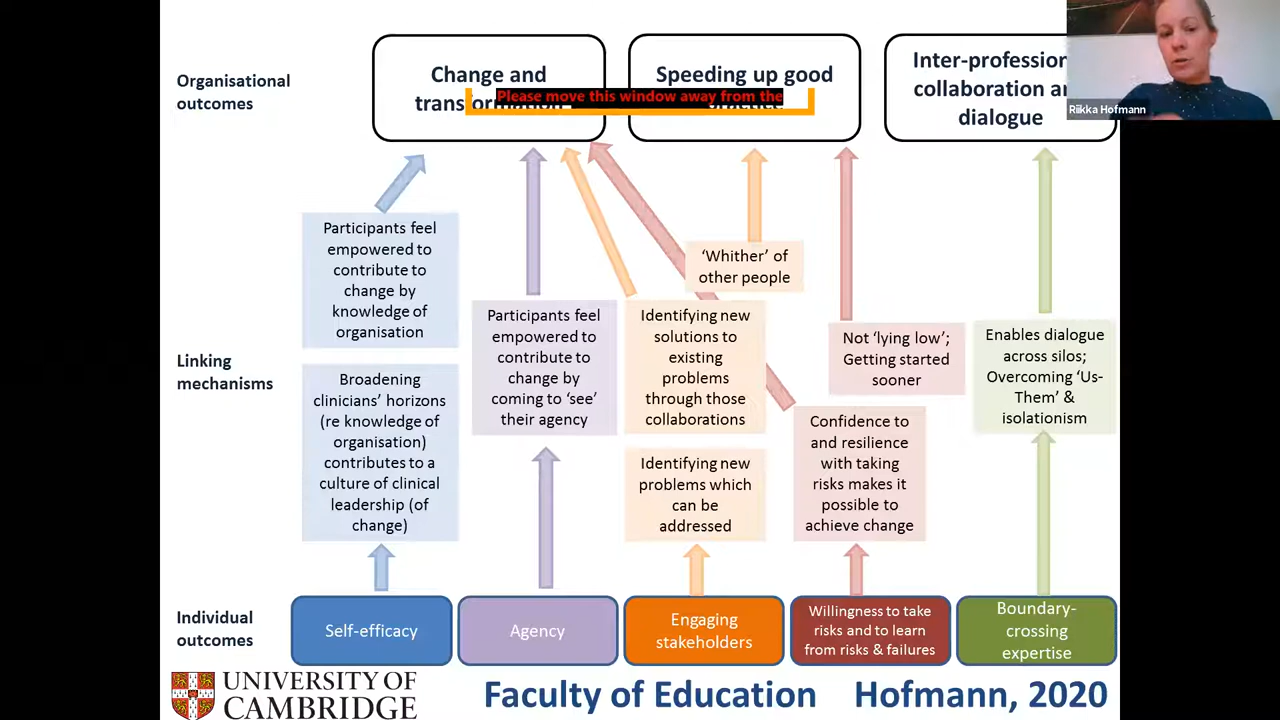 Organisational
outcomes
Change and
Speeding up good
Inter-profession
collaboration a
dialogue
Please move this window away from the
Riikka Hofmann
Linking
mechanisms
Participants feel
empowered to
contribute to
change by
knowledge of
organisation
Broadening
clinicians’ horizons
(re knowledge of
organisation)
contributes to a
culture of clinical
leadership (of
change)
Participants feel
empowered to
contribute to
change by
coming to ‘see’
their agency
Identifying new
solutions to
existing
problems
through those
collaborations
Identifying new
problems which
can be
addressed
‘Whither’ of
other people
Confidence to
and resilience
with taking
risks makes it
possible to
achieve change
Not ‘lying low’;
Getting started
sooner
Enables dialogue
across silos;
Overcoming ‘Us-
Them’ &
isolationism
Individual
outcomes
Self-efficacy
Agency
Engaging
stakeholders
Willingness to take
risks and to learn
from risks & failures
Boundary-
crossing
expertise
UNIVERSITY OF
CAMBRIDGE
Faculty of Education
Hofmann, 2020